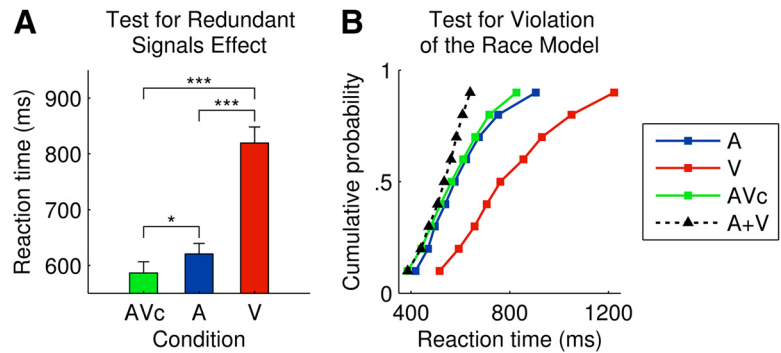 A
Test for Redundant
Signals Effect
Reaction time (ms)
900
800
700
600
***
***
*
AVc
A
V
Condition
B
Test for Violation
of the Race Model
Cumulative probability
1
.5
0
400
800
1200
Reaction time (ms)
A
V
AVc
A+V